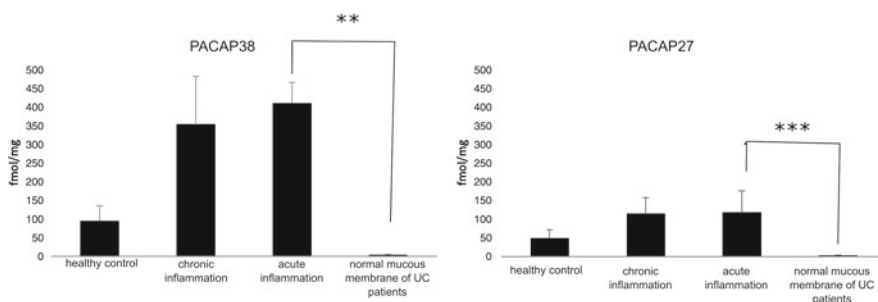 **
PACAP38
500
450
400
350
300
250
200
150
100
50
0
fmol/mg
healthy control
chronic
inflammation
acute
inflammation
normal mucous
membrane of UC
patients
PACAP27
***
500
450
400
350
300
250
200
150
100
50
0
fmol/mg
healthy control
chronic
inflammation
acute
inflammation
normal mucous
membrane of UC
patients